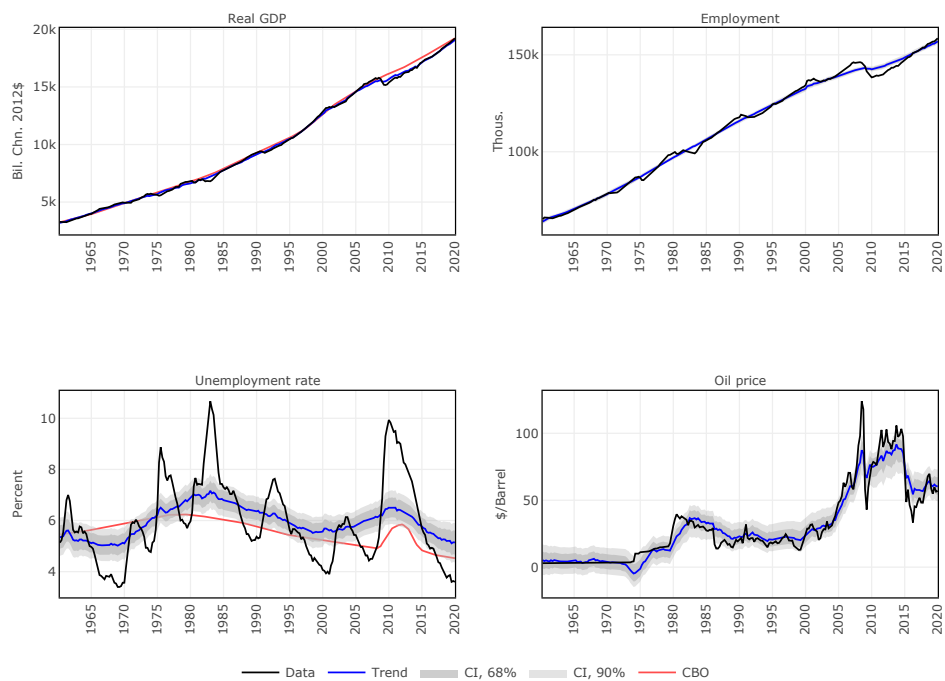 Real GDP
Employment
Bil. Chn. 2012$
20k
15k
10k
5k
1965 1970 1975 1980 1985 1990 1995 2000 2005 2010 2015 2020
Thous.
150k
100k
1965 1970 1975 1980 1985 1990 1995 2000 2005 2010 2015 2020
Unemployment rate
Oil price
Percent
10
8
6
4
1965 1970 1975 1980 1985 1990 1995 2000 2005 2010 2015 2020
$/Barrel
100
50
0
1965 1970 1975 1980 1985 1990 1995 2000 2005 2010 2015 2020
Data Trend CI, 68% CI, 90% CBO